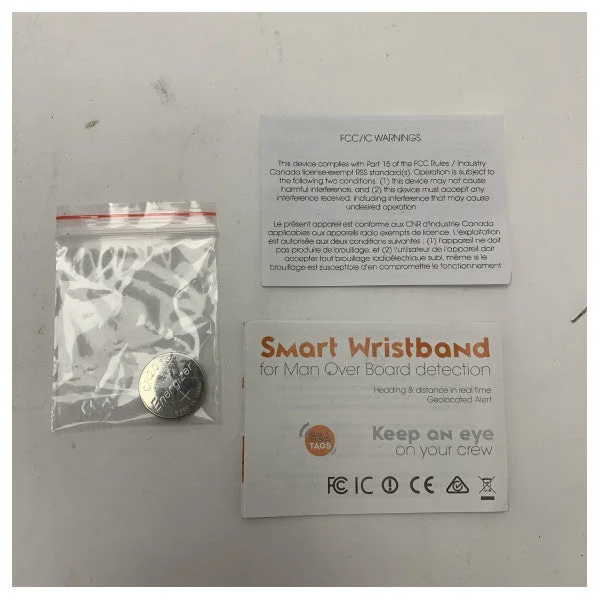 FCC/IC WARNINGS
This device complies with Part 15 of the FCC Rules / Industry
Canada license-exempt RSS standard(s). Operation is subject to
the following two conditions: (1) this device may not cause
harmful interference, and (2) this device must accept any
interference received, including interference that may cause
undesired operation.
Le présent appareil est conforme aux CNR d'Industrie Canada
applicables aux appareils radio exempts de licence. L'exploitation
est autorisée aux deux conditions suivantes : (1) l'appareil ne doit
pas produire de brouillage, et (2) l'utilisateur de l'appareil doit
accepter tout brouillage radioélectrique subi, même si le
brouillage est susceptible d'en compromettre le fonctionnement.
Energizer
Smart Wristband
for Man Over Board detection
Heading & distance in real time
Geolocated Alert
SEA
TAGS
Keep an eye
on your crew
FC IC CE